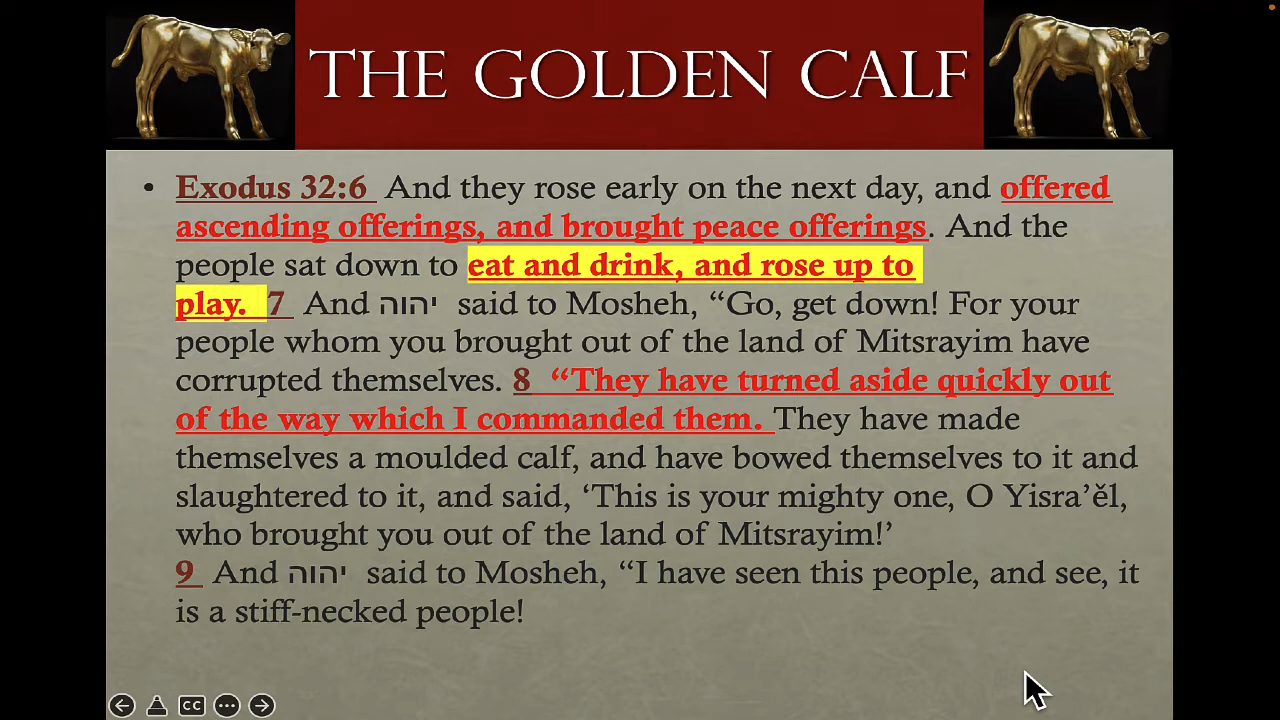 THE GOLDEN CALF
• Exodus 32:6 And they rose early on the next day, and offered
ascending offerings, and brought peace offerings. And the
people sat down to eat and drink, and rose up to
play. 7 And יהוה said to Mosheh, “Go, get down! For your
people whom you brought out of the land of Mitsrayim have
corrupted themselves. 8 “They have turned aside quickly out
of the way which I commanded them. They have made
themselves a moulded calf, and have bowed themselves to it and
slaughtered to it, and said, ‘This is your mighty one, O Yisra’ěl,
who brought you out of the land of Mitsrayim!’
9 And יהוה said to Mosheh, “I have seen this people, and see, it
is a stiff-necked people!
CC